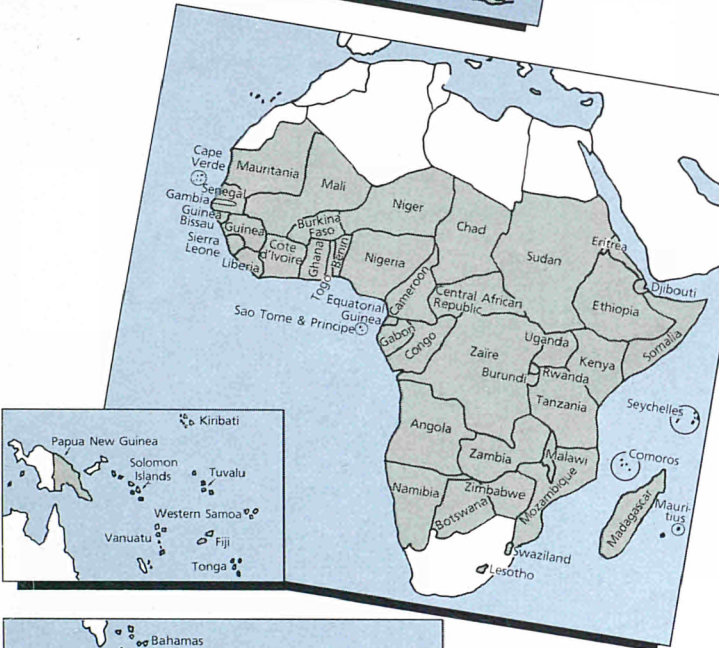 Cape
Verde
Mauritania
Senegal
Gambia
Guinea
Bissau
Guinea
Sierra
Leone
Liberia
Mali
Burkina
Faso
Cote
d'Ivoire
Ghana
Togo
Benin
Niger
Nigeria
Chad
Sudan
Eritrea
Djibouti
Ethiopia
Somalia
Cameroon
Central African
Republic
Equatorial
Guinea
Sao Tome & Principe
Gabon
Congo
Zaïre
Uganda
Kenya
Rwanda
Burundi
Tanzania
Seychelles
Comoros
Angola
Zambia
Malawi
Mozambique
Zimbabwe
Namibia
Botswana
Madagascar
Mauri-
tius
Swaziland
Lesotho
Kiribati
Papua New Guinea
Solomon
Islands
Tuvalu
Western Samoa
Vanuatu
Fiji
Tonga
Bahamas